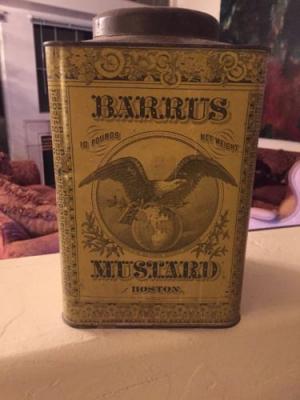 BARRUS
10 POUNDS NET WEIGHT
MUSTARD
BOSTON.